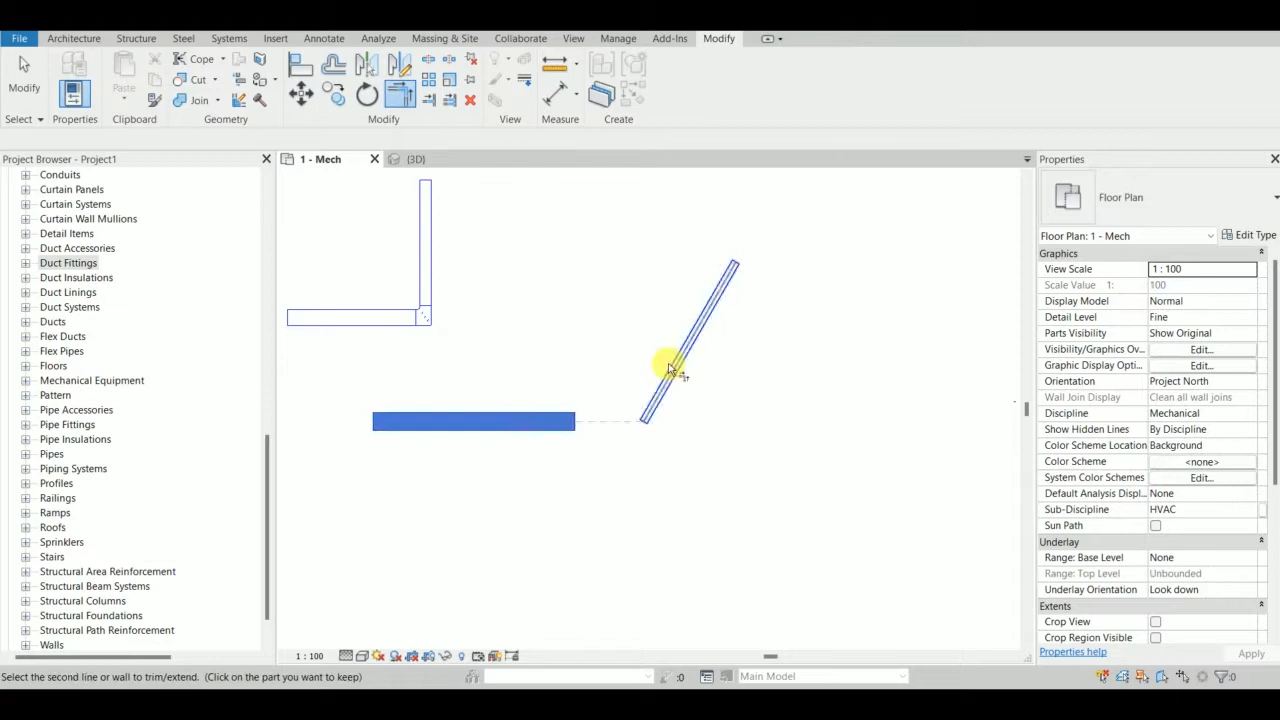 File Architecture Structure Steel Systems Insert Annotate Analyze Massing & Site Collaborate View Manage Add-Ins Modify
Modify Paste Cope Cut Join
Select Properties Clipboard Geometry Modify View Measure Create
Project Browser - Project1
Conduits
Curtain Panels
Curtain Systems
Curtain Wall Mullions
Detail Items
Duct Accessories
Duct Fittings
Duct Insulations
Duct Linings
Duct Systems
Ducts
Flex Ducts
Flex Pipes
Floors
Mechanical Equipment
Pattern
Pipe Accessories
Pipe Fittings
Pipe Insulations
Pipes
Piping Systems
Profiles
Railings
Ramps
Roofs
Sprinklers
Stairs
Structural Area Reinforcement
Structural Beam Systems
Structural Columns
Structural Foundations
Structural Path Reinforcement
Walls
1 - Mech {3D}
1 : 100
Properties
Floor Plan
Floor Plan: 1 - Mech Edit Type
Graphics
View Scale 1 : 100
Scale Value 1: 100
Display Model Normal
Detail Level Fine
Parts Visibility Show Original
Visibility/Graphics Ov... Edit...
Graphic Display Opti... Edit...
Orientation Project North
Wall Join Display Clean all wall joins
Discipline Mechanical
Show Hidden Lines By Discipline
Color Scheme Location Background
Color Scheme <none>
System Color Schemes Edit...
Default Analysis Displ... None
Sub-Discipline HVAC
Sun Path
Underlay
Range: Base Level None
Range: Top Level Unbounded
Underlay Orientation Look down
Extents
Crop View
Crop Region Visible
Properties help Apply
Select the second line or wall to trim/extend. (Click on the part you want to keep) :0 Main Model :0